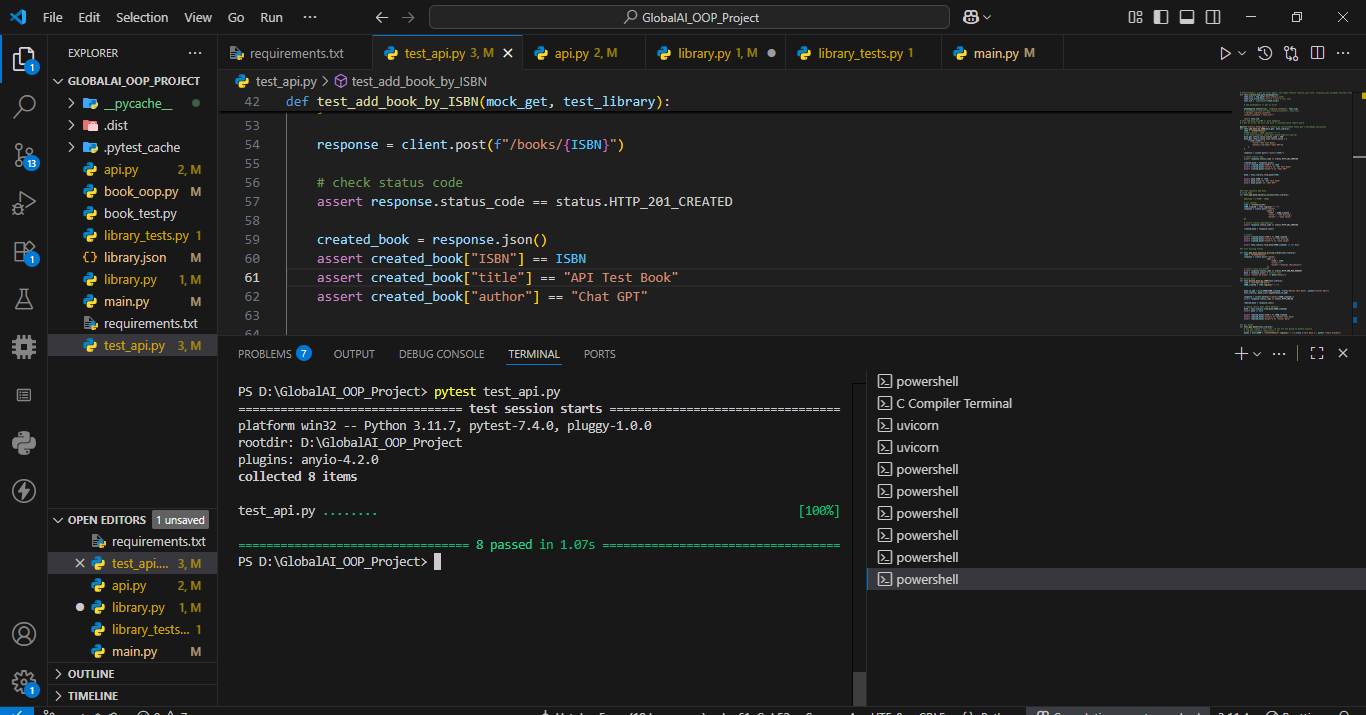 File Edit Selection View Go Run ··· GlobalAI_OOP_Project
EXPLORER ···
GLOBALAI_OOP_PROJECT
__pycache__
.dist
.pytest_cache
api.py 2, M
book_oop.py M
book_test.py
library_tests.py 1
library.json M
library.py 1, M
main.py M
requirements.txt
test_api.py 3, M
OPEN EDITORS 1 unsaved
requirements.txt
test_api.... 3, M
api.py 2, M
library.py 1, M
library_tests... 1
main.py M
OUTLINE
TIMELINE
1
13
1
1
requirements.txt test_api.py 3, M api.py 2, M library.py 1, M library_tests.py 1 main.py M
test_api.py > test_add_book_by_ISBN
42 def test_add_book_by_ISBN(mock_get, test_library):
53
54 response = client.post(f"/books/{ISBN}")
55
56 # check status code
57 assert response.status_code == status.HTTP_201_CREATED
58
59 created_book = response.json()
60 assert created_book["ISBN"] == ISBN
61 assert created_book["title"] == "API Test Book"
62 assert created_book["author"] == "Chat GPT"
63
64
PROBLEMS 7 OUTPUT DEBUG CONSOLE TERMINAL PORTS
PS D:\GlobalAI_OOP_Project> pytest test_api.py
================================ test session starts =================================
platform win32 -- Python 3.11.7, pytest-7.4.0, pluggy-1.0.0
rootdir: D:\GlobalAI_OOP_Project
plugins: anyio-4.2.0
collected 8 items
test_api.py ........ [100%]
================================= 8 passed in 1.07s ==================================
PS D:\GlobalAI_OOP_Project>
powershell
C Compiler Terminal
uvicorn
uvicorn
powershell
powershell
powershell
powershell
powershell
powershell